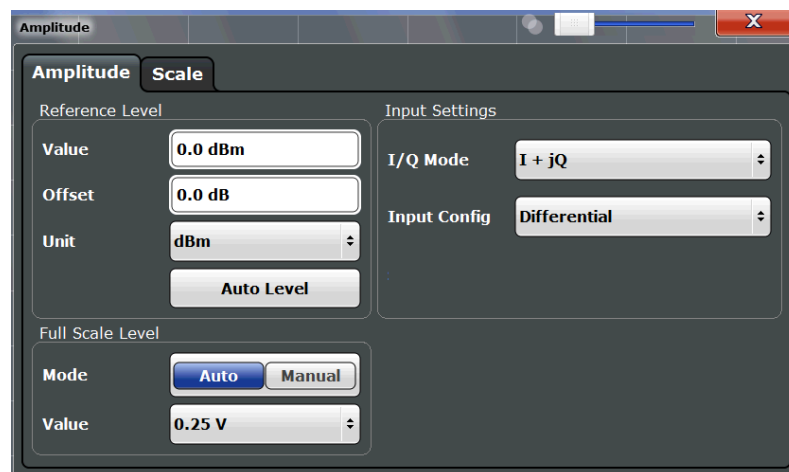 Amplitude
X
Amplitude Scale
Reference Level
Value 0.0 dBm
Offset 0.0 dB
Unit dBm
Auto Level
Input Settings
I/Q Mode I + jQ
Input Config Differential
Full Scale Level
Mode Auto Manual
Value 0.25 V